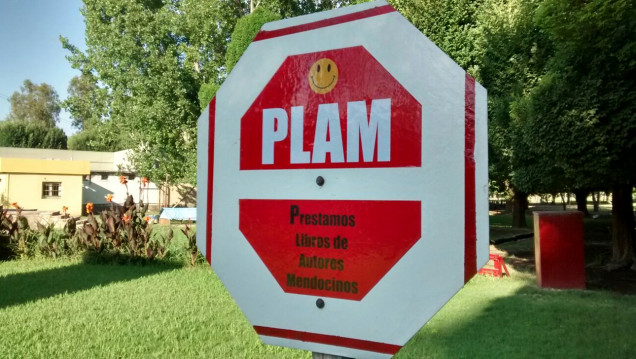 PLAM
Prestamos
Libros de
Autores
Mendocinos